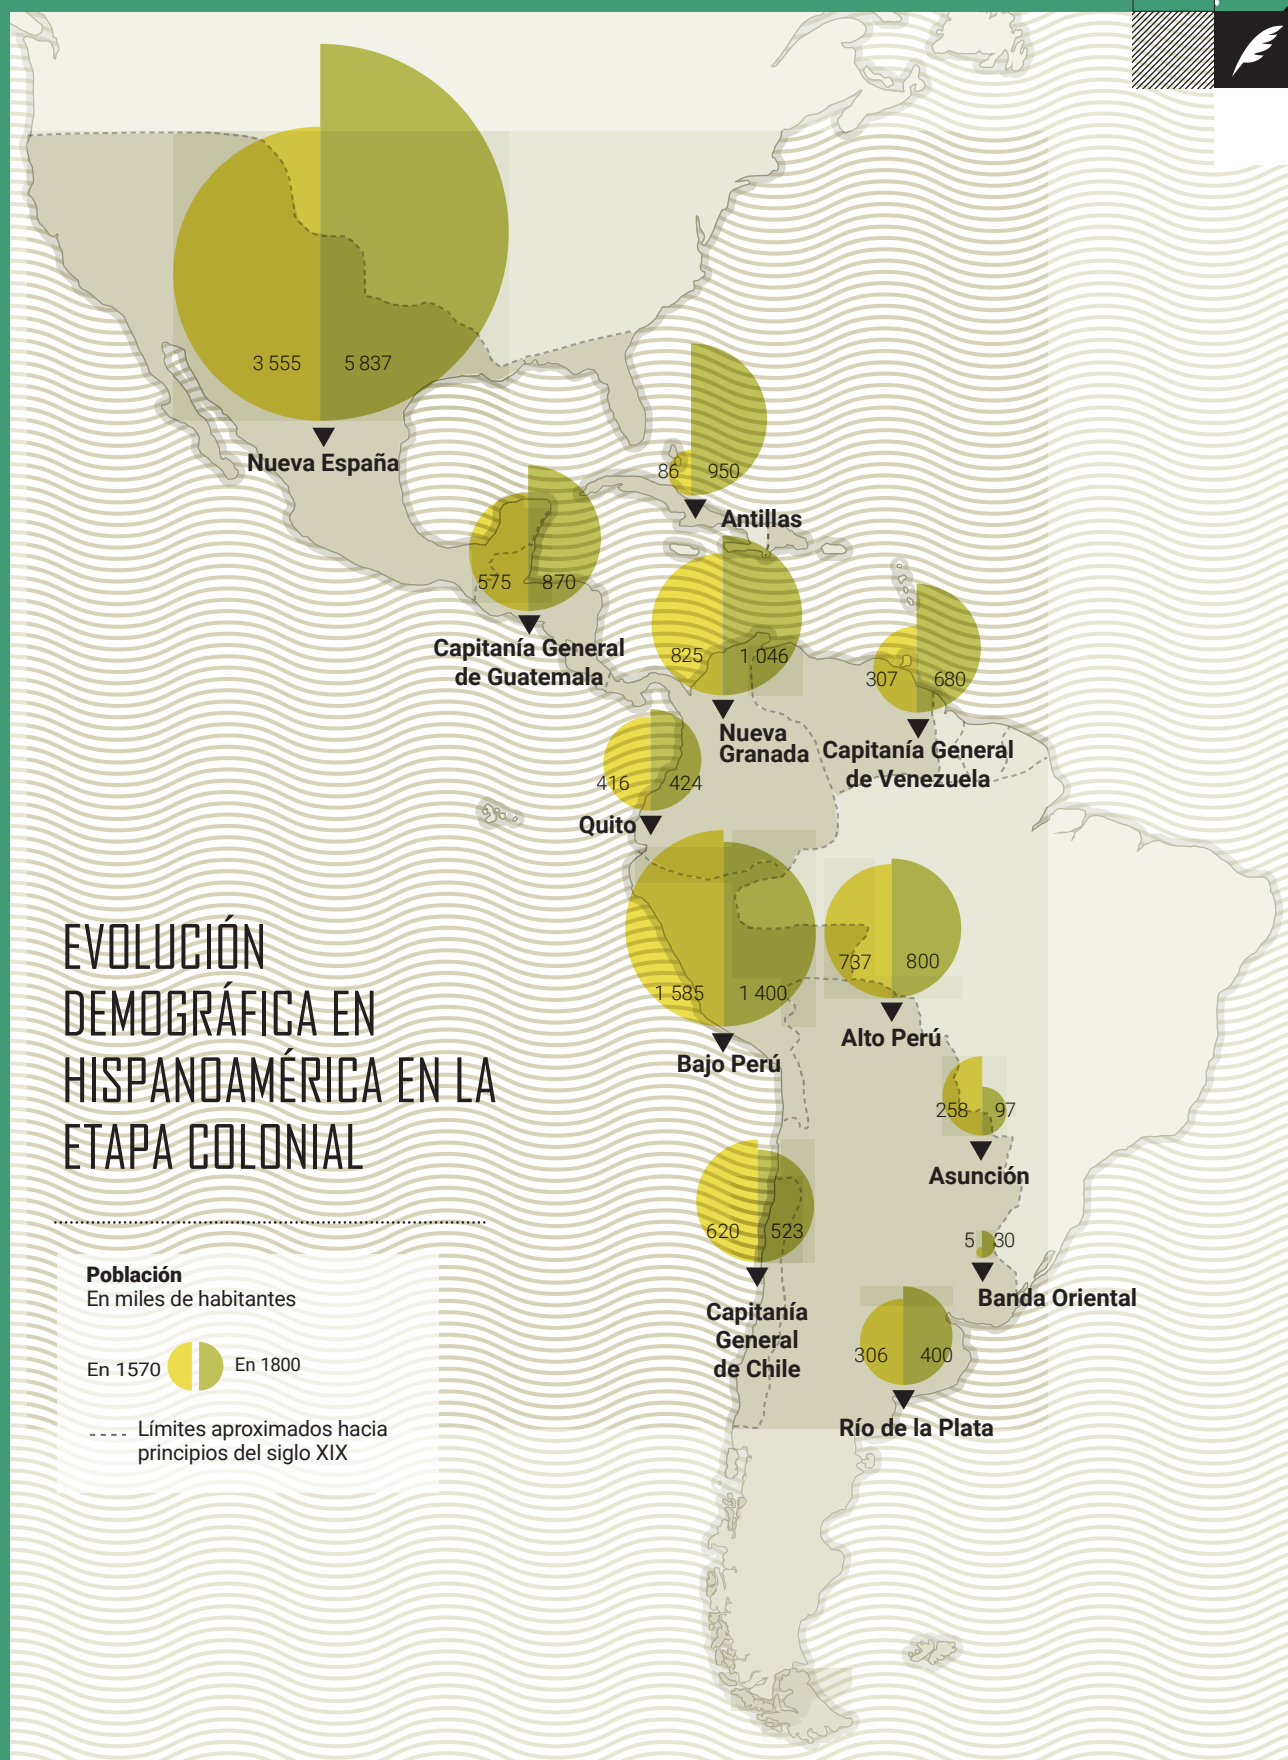 3 555
5 837
Nueva España
86
950
Antillas
575
870
Capitanía General
de Guatemala
825
1 046
Nueva
Granada
307
680
Capitanía General
de Venezuela
416
424
Quito
1 585
1 400
Bajo Perú
737
800
Alto Perú
258
97
Asunción
620
523
Capitanía
General
de Chile
5
30
Banda Oriental
306
400
Río de la Plata
EVOLUCIÓN
DEMOGRÁFICA EN
HISPANOAMÉRICA EN LA
ETAPA COLONIAL
Población
En miles de habitantes
En 1570
En 1800
Límites aproximados hacia
principios del siglo XIX